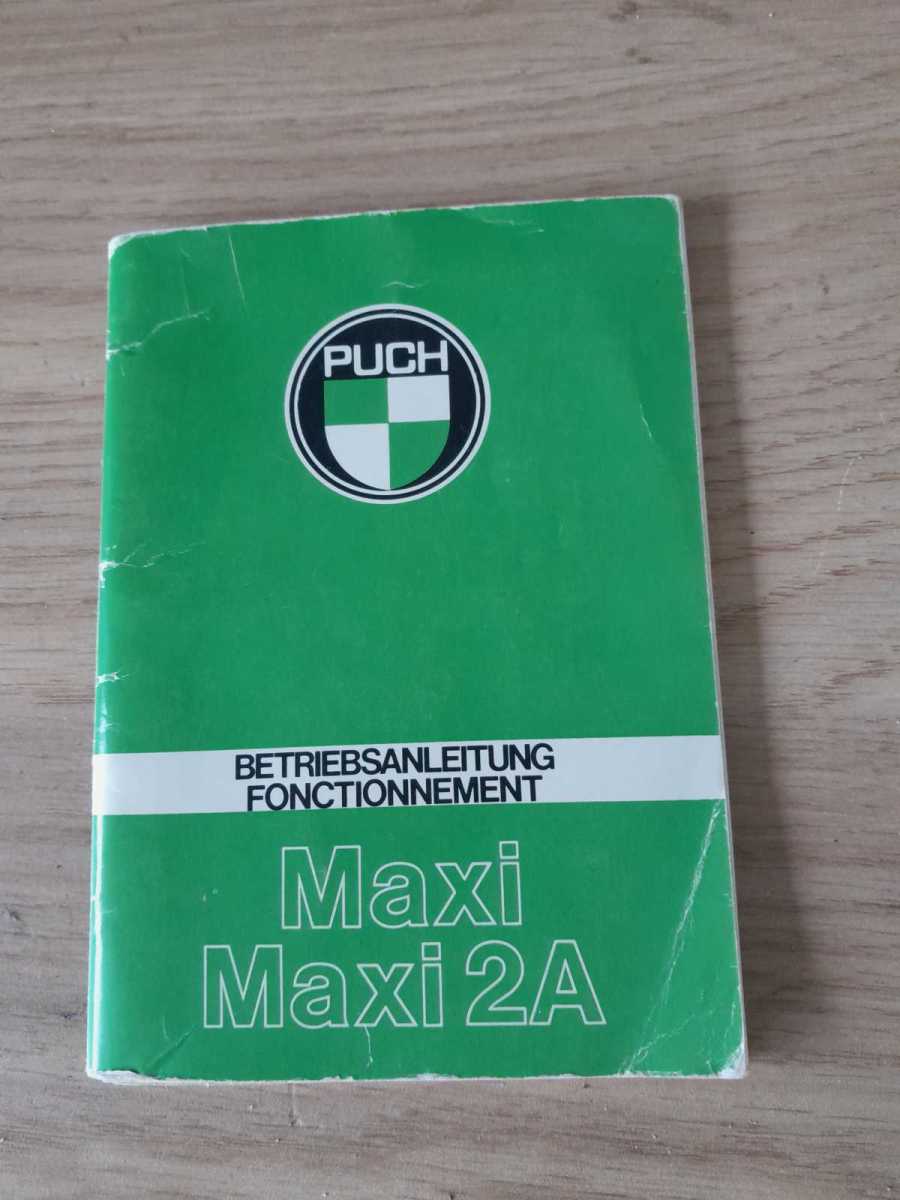 PUCH
BETRIEBSANLEITUNG
FONCTIONNEMENT
Maxi
Maxi 2A